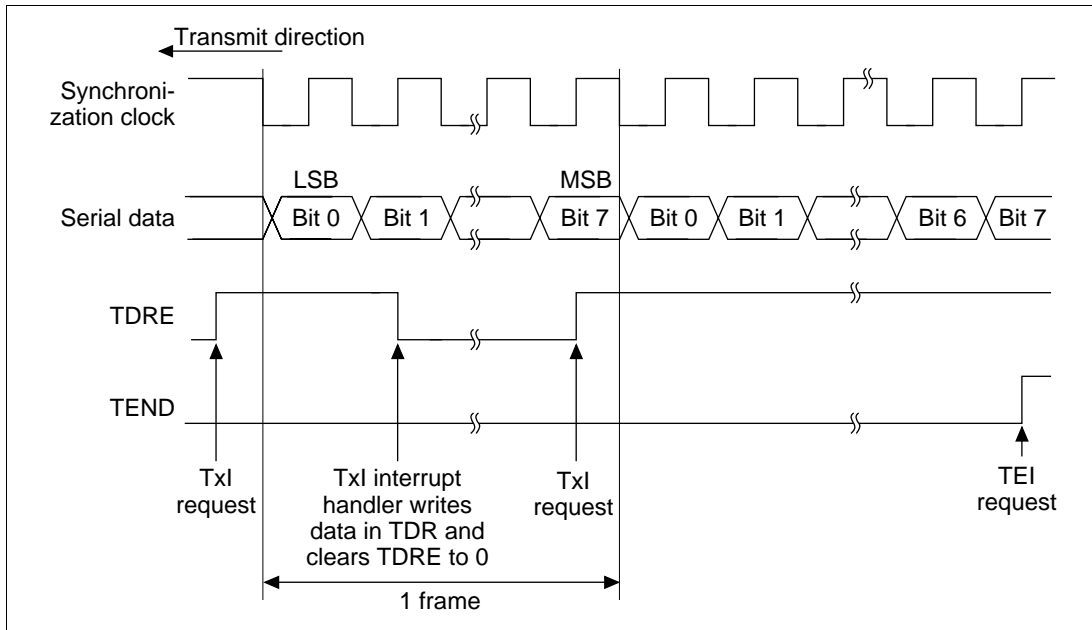 Transmit direction
Synchroni-
zation clock
LSB
MSB
Serial data
Bit 0
Bit 1
Bit 7
Bit 0
Bit 1
Bit 6
Bit 7
TDRE
TEND
TxI
request
TxI interrupt
handler writes
data in TDR and
clears TDRE to 0
TxI
request
TEI
request
1 frame